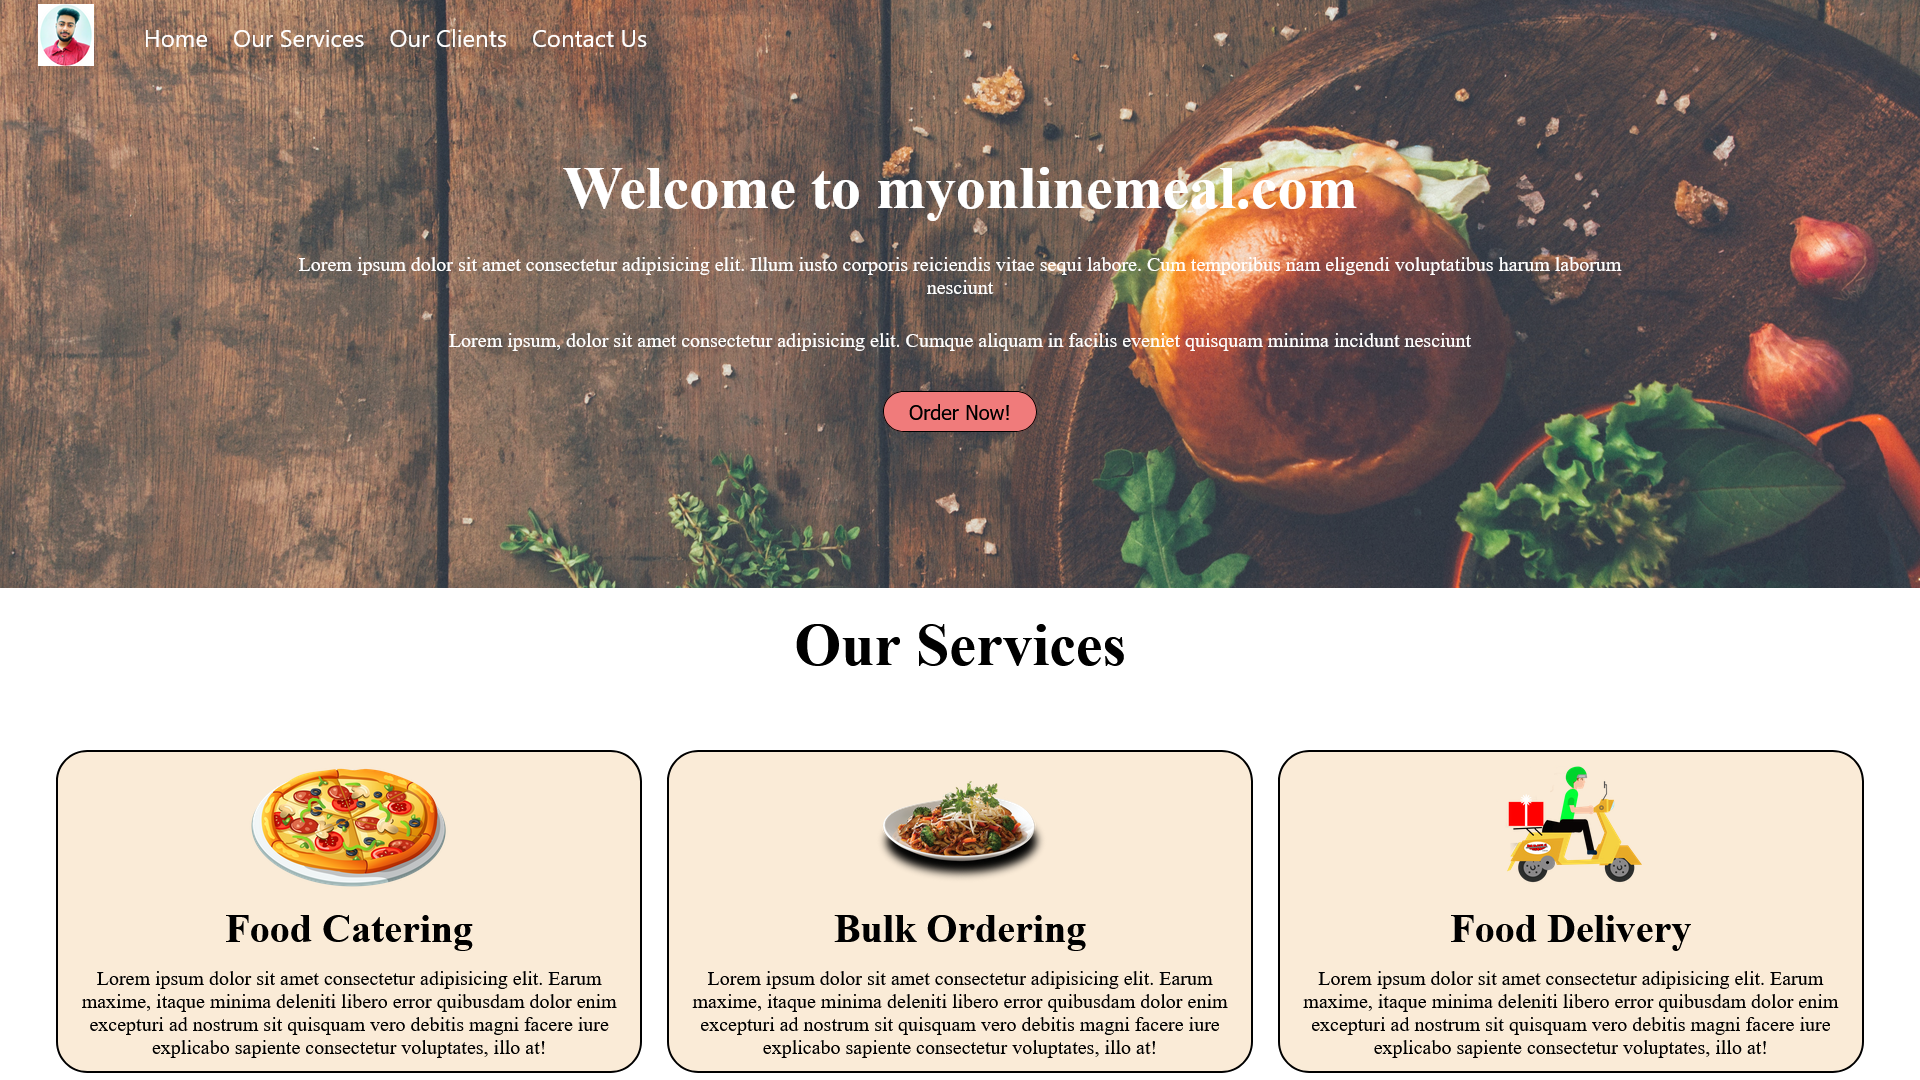 Home Our Services Our Clients Contact Us
Welcome to myonlinemeal.com
Lorem ipsum dolor sit amet consectetur adipisicing elit. Illum iusto corporis reiciendis vitae sequi labore. Cum temporibus nam eligendi voluptatibus harum laborum
nesciunt
Lorem ipsum, dolor sit amet consectetur adipisicing elit. Cumque aliquam in facilis eveniet quisquam minima incidunt nesciunt
Order Now!
Our Services
Food Catering
Lorem ipsum dolor sit amet consectetur adipisicing elit. Earum
maxime, itaque minima deleniti libero error quibusdam dolor enim
excepturi ad nostrum sit quisquam vero debitis magni facere iure
explicabo sapiente consectetur voluptates, illo at!
Bulk Ordering
Lorem ipsum dolor sit amet consectetur adipisicing elit. Earum
maxime, itaque minima deleniti libero error quibusdam dolor enim
excepturi ad nostrum sit quisquam vero debitis magni facere iure
explicabo sapiente consectetur voluptates, illo at!
Food Delivery
Lorem ipsum dolor sit amet consectetur adipisicing elit. Earum
maxime, itaque minima deleniti libero error quibusdam dolor enim
excepturi ad nostrum sit quisquam vero debitis magni facere iure
explicabo sapiente consectetur voluptates, illo at!